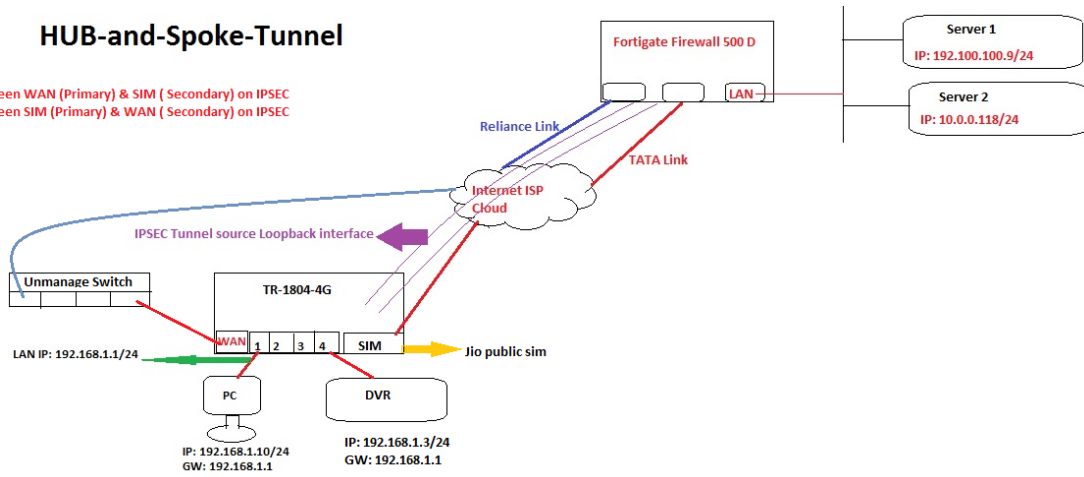 HUB-and-Spoke-Tunnel
een WAN (Primary) & SIM ( Secondary) on IPSEC
een SIM (Primary) & WAN ( Secondary) on IPSEC
Fortigate Firewall 500 D
LAN
Server 1
IP: 192.100.100.9/24
Server 2
IP: 10.0.0.118/24
Reliance Link
TATA Link
Internet ISP
Cloud
IPSEC Tunnel source Loopback interface
Unmanage Switch
TR-1804-4G
WAN
1
2
3
4
SIM
LAN IP: 192.168.1.1/24
Jio public sim
PC
DVR
IP: 192.168.1.10/24
GW: 192.168.1.1
IP: 192.168.1.3/24
GW: 192.168.1.1